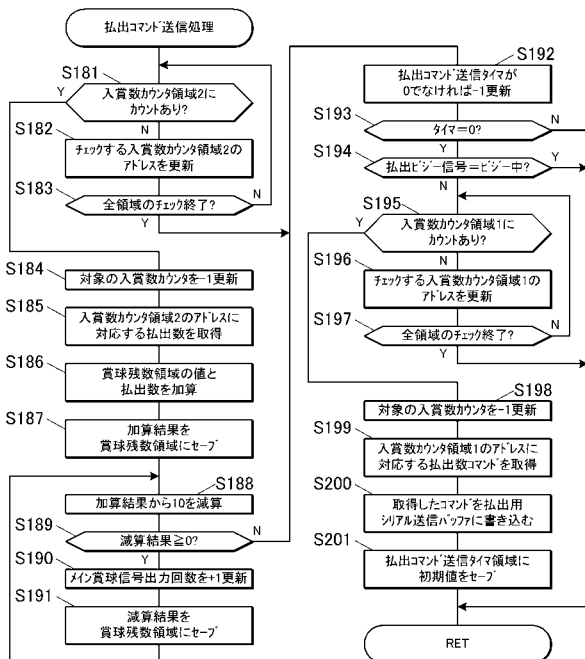 払出コマンド送信処理
S181
入賞数カウンタ領域2に
カウントあり?
Y
N
S182
チェックする入賞数カウンタ領域2の
アドレスを更新
S183
全領域のチェック終了?
N
Y
S184
対象の入賞数カウンタを-1更新
S185
入賞数カウンタ領域2のアドレスに
対応する払出数を取得
S186
賞球残数領域の値と
払出数を加算
S187
加算結果を
賞球残数領域にセーブ
S188
加算結果から10を減算
S189
減算結果≧0?
N
Y
S190
メイン賞球信号出力回数を+1更新
S191
減算結果を
賞球残数領域にセーブ
S192
払出コマンド送信タイマが
0でなければ-1更新
S193
タイマ=0?
N
Y
S194
払出ビジー信号=ビジー中?
Y
N
S195
入賞数カウンタ領域1に
カウントあり?
Y
N
S196
チェックする入賞数カウンタ領域1の
アドレスを更新
S197
全領域のチェック終了?
N
Y
S198
対象の入賞数カウンタを-1更新
S199
入賞数カウンタ領域1のアドレスに
対応する払出数コマンドを取得
S200
取得したコマンドを払出用
シリアル送信バッファに書き込む
S201
払出コマンド送信タイマ領域に
初期値をセーブ
RET